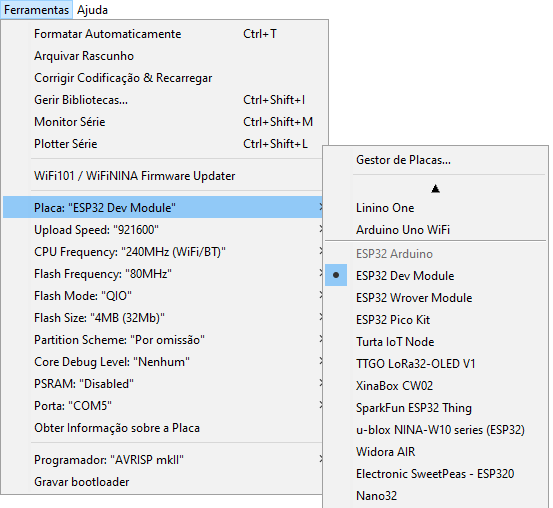 Ferramentas Ajuda
Formatar Automaticamente Ctrl+T
Arquivar Rascunho
Corrigir Codificação & Recarregar
Gerir Bibliotecas... Ctrl+Shift+I
Monitor Série Ctrl+Shift+M
Plotter Série Ctrl+Shift+L
WiFi101 / WiFiNINA Firmware Updater
Placa: "ESP32 Dev Module"
Upload Speed: "921600"
CPU Frequency: "240MHz (WiFi/BT)"
Flash Frequency: "80MHz"
Flash Mode: "QIO"
Flash Size: "4MB (32Mb)"
Partition Scheme: "Por omissão"
Core Debug Level: "Nenhum"
PSRAM: "Disabled"
Porta: "COM5"
Obter Informação sobre a Placa
Programador: "AVRISP mkII"
Gravar bootloader
Gestor de Placas...
Linino One
Arduino Uno WiFi
ESP32 Arduino
ESP32 Dev Module
ESP32 Wrover Module
ESP32 Pico Kit
Turta IoT Node
TTGO LoRa32-OLED V1
XinaBox CW02
SparkFun ESP32 Thing
u-blox NINA-W10 series (ESP32)
Widora AIR
Electronic SweetPeas - ESP320
Nano32